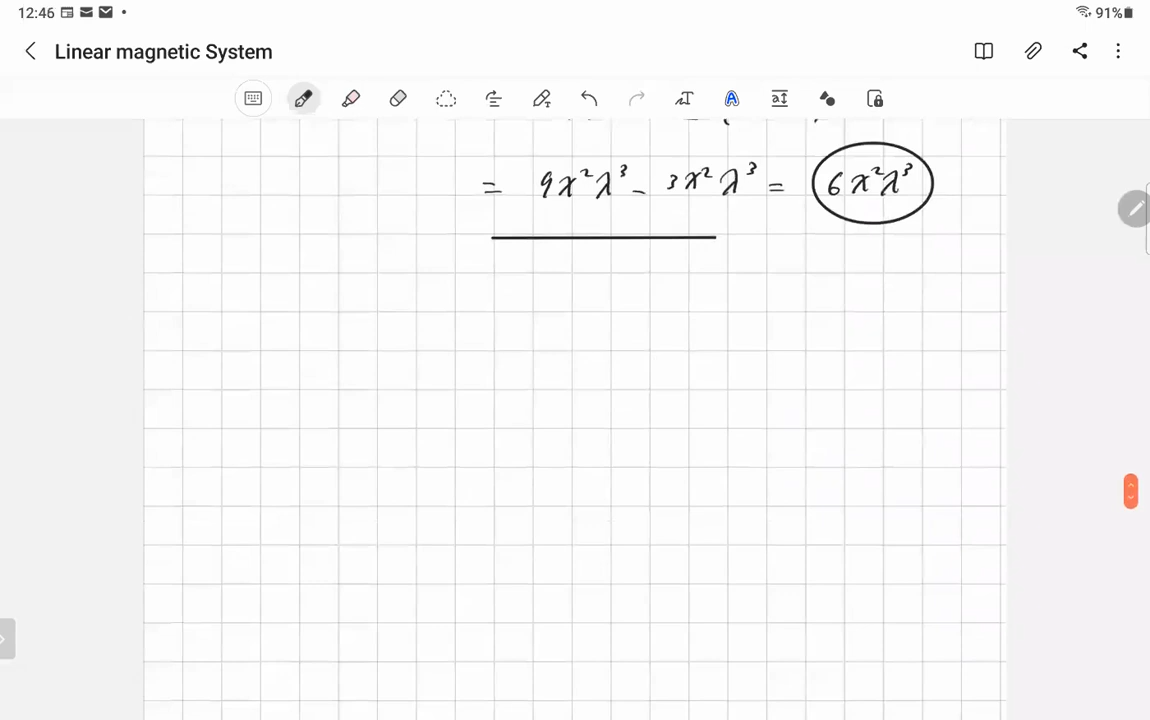 12:46
91%
Linear magnetic System
= 9x²λ³ - 3x²λ³ = 6x²λ³